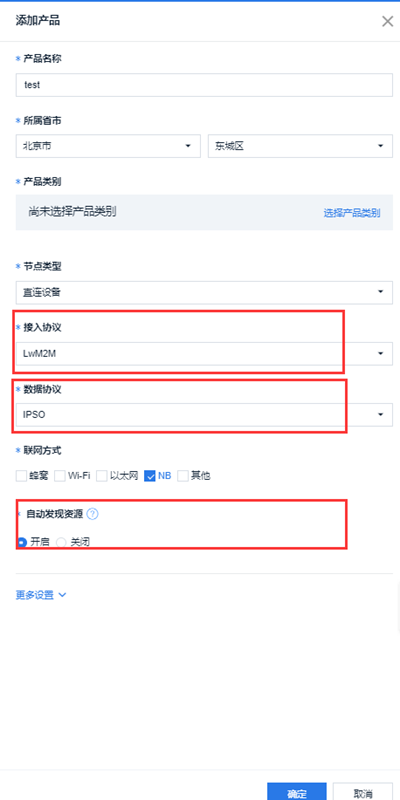 添加产品
* 产品名称
test
* 所属省市
北京市 东城区
* 产品类别
尚未选择产品类别 选择产品类别
* 节点类型
直连设备
* 接入协议
LwM2M
* 数据协议
IPSO
* 联网方式
蜂窝 Wi-Fi 以太网 NB 其他
* 自动发现资源 ?
开启 关闭
更多设置
确定 取消